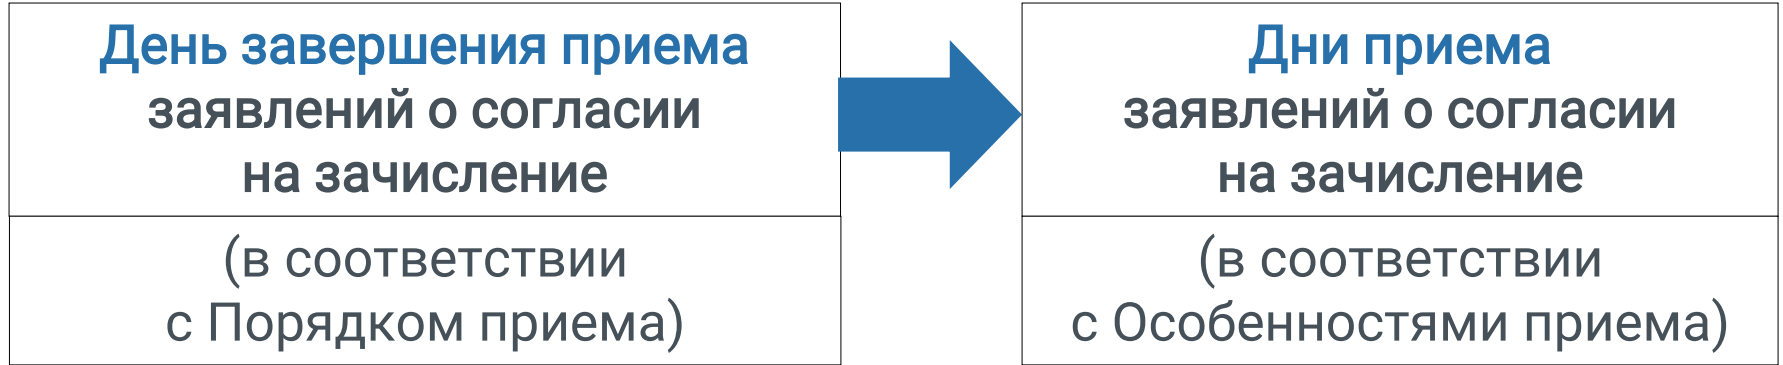 День завершения приема
заявлений о согласии
на зачисление
(в соответствии
с Порядком приема)
Дни приема
заявлений о согласии
на зачисление
(в соответствии
с Особенностями приема)